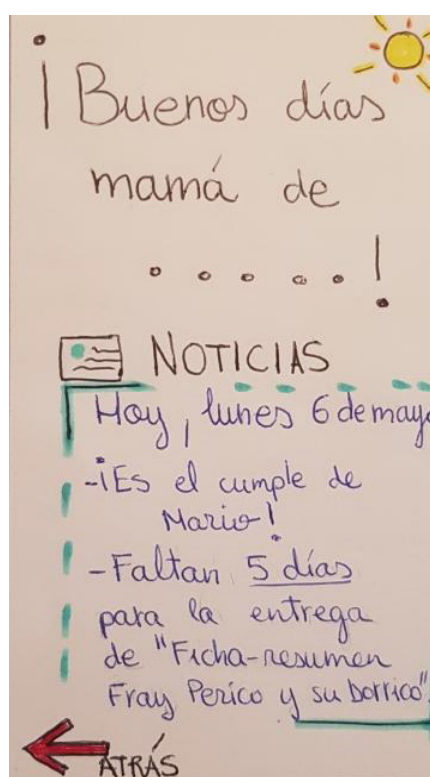 ¡Buenos días
mamá de
.....!
NOTICIAS
Hoy, lunes 6 de mayo
-¡Es el cumple de
Mario!
-Faltan 5 días
para la entrega
de "Ficha-resumen
Fray Perico y su borrico"
ATRÁS